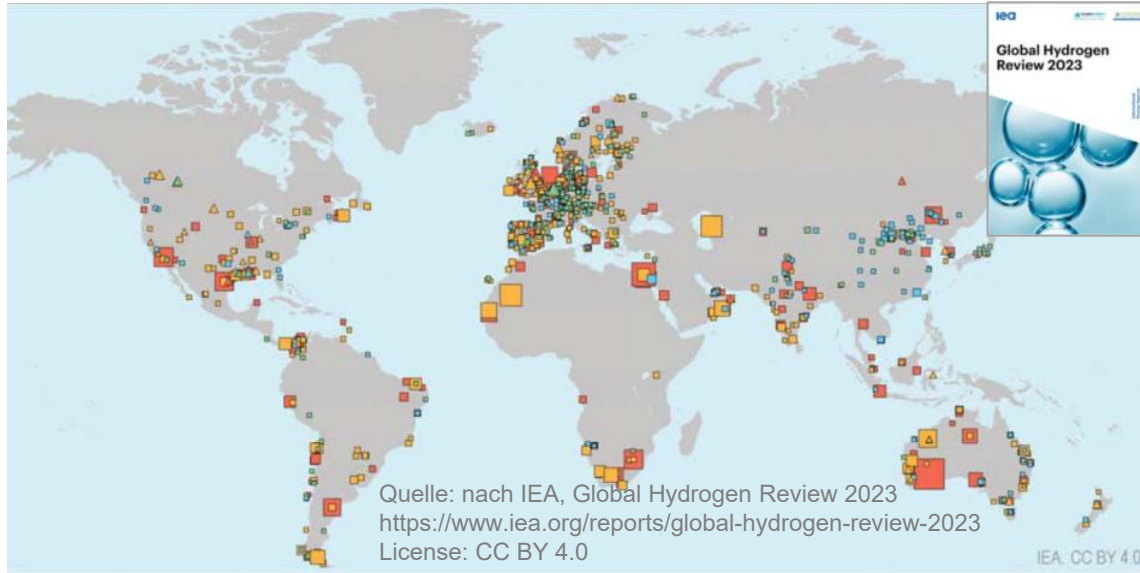 iea
Global Hydrogen
Review 2023
Quelle: nach IEA, Global Hydrogen Review 2023
https://www.iea.org/reports/global-hydrogen-review-2023
License: CC BY 4.0
IEA. CC BY 4.0